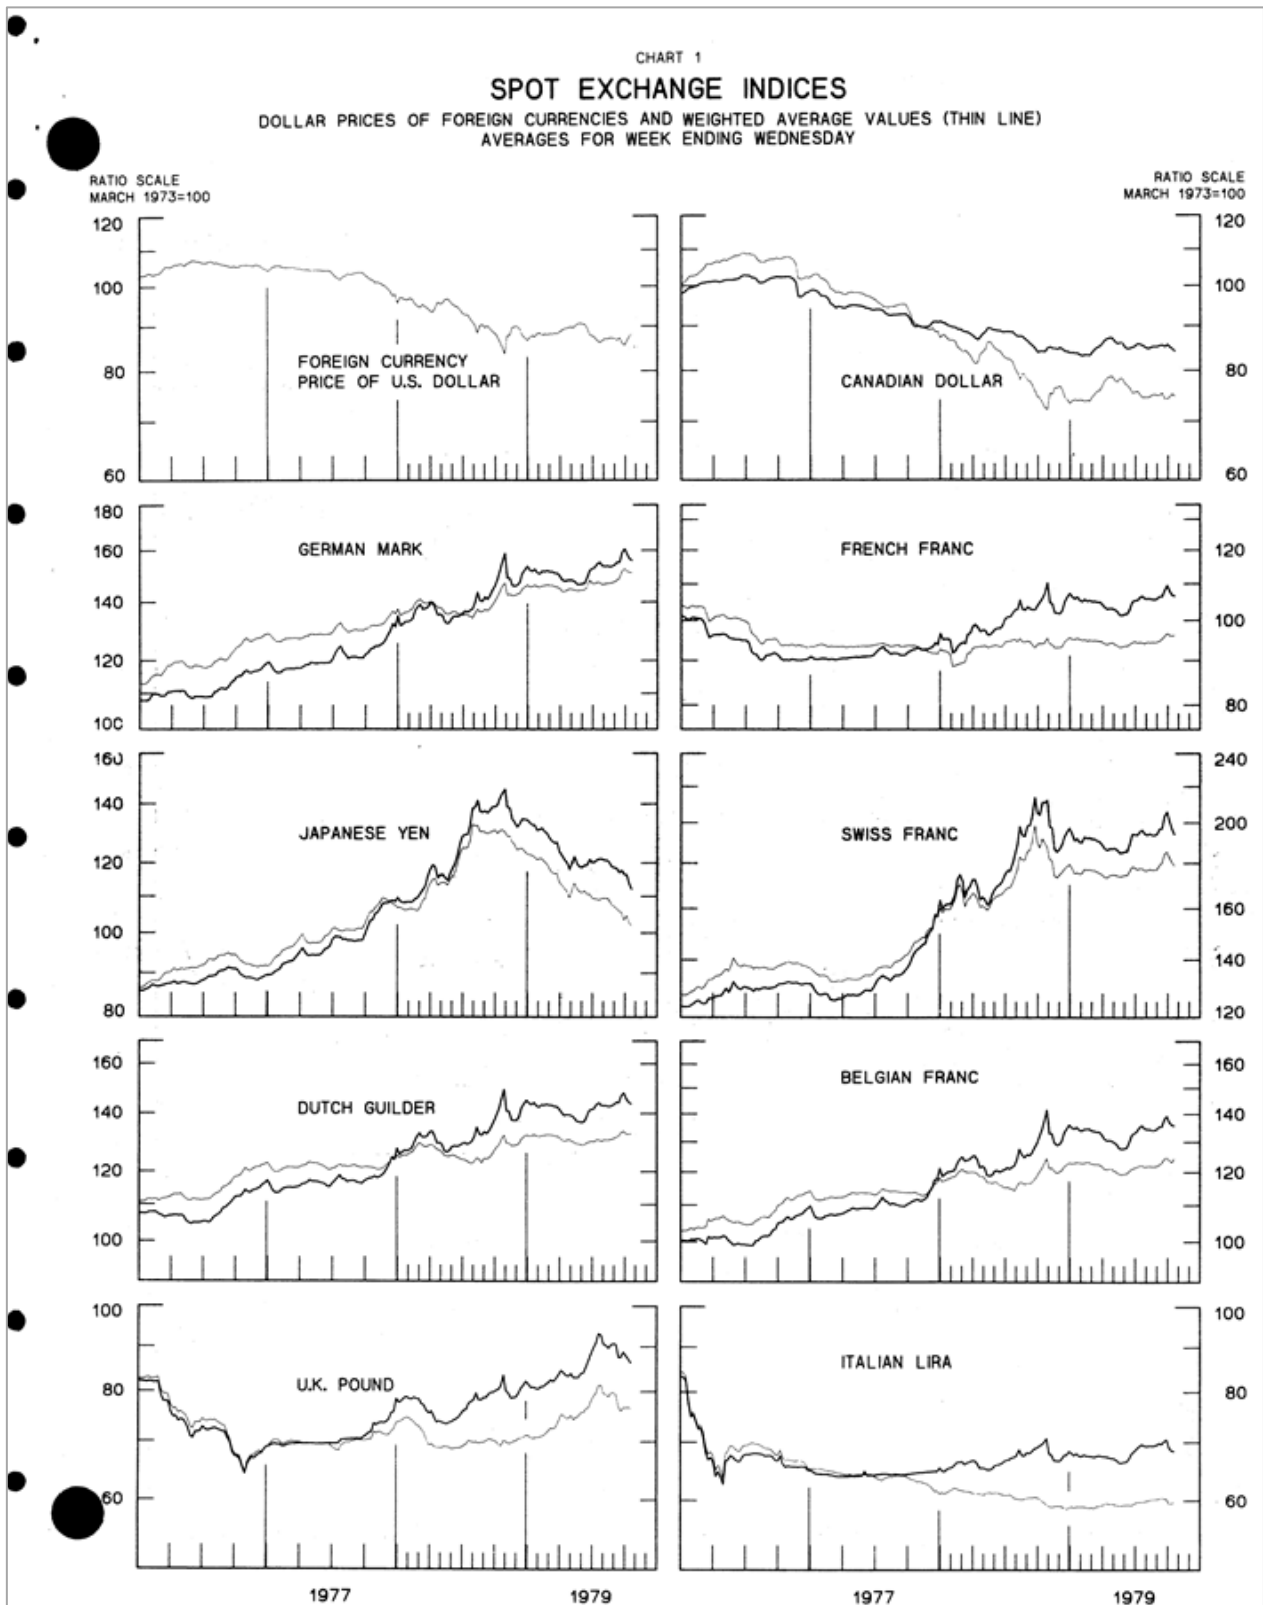 CHART 1
SPOT EXCHANGE INDICES
DOLLAR PRICES OF FOREIGN CURRENCIES AND WEIGHTED AVERAGE VALUES (THIN LINE)
AVERAGES FOR WEEK ENDING WEDNESDAY
RATIO SCALE
MARCH 1973=100
RATIO SCALE
MARCH 1973=100
120
100
80
60
FOREIGN CURRENCY
PRICE OF U.S. DOLLAR
CANADIAN DOLLAR
120
100
80
60
180
160
140
120
100
GERMAN MARK
FRENCH FRANC
120
100
80
160
140
120
100
80
JAPANESE YEN
SWISS FRANC
240
200
160
140
120
160
140
120
100
DUTCH GUILDER
BELGIAN FRANC
160
140
120
100
100
80
60
U.K. POUND
ITALIAN LIRA
100
80
60
1977 1979 1977 1979